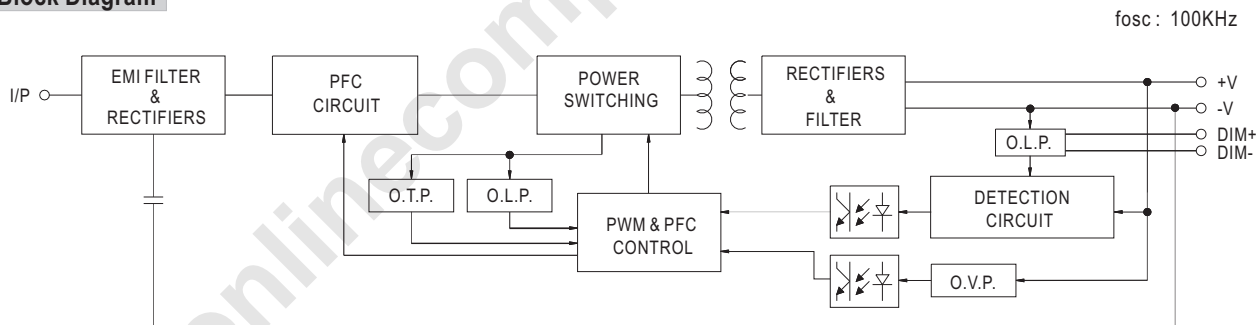 Block Diagram
fosc : 100KHz
I/P
EMI FILTER
&
RECTIFIERS
PFC
CIRCUIT
POWER
SWITCHING
RECTIFIERS
&
FILTER
+V
-V
DIM+
DIM-
O.L.P.
O.T.P.
O.L.P.
PWM & PFC
CONTROL
DETECTION
CIRCUIT
O.V.P.
onlinecomp